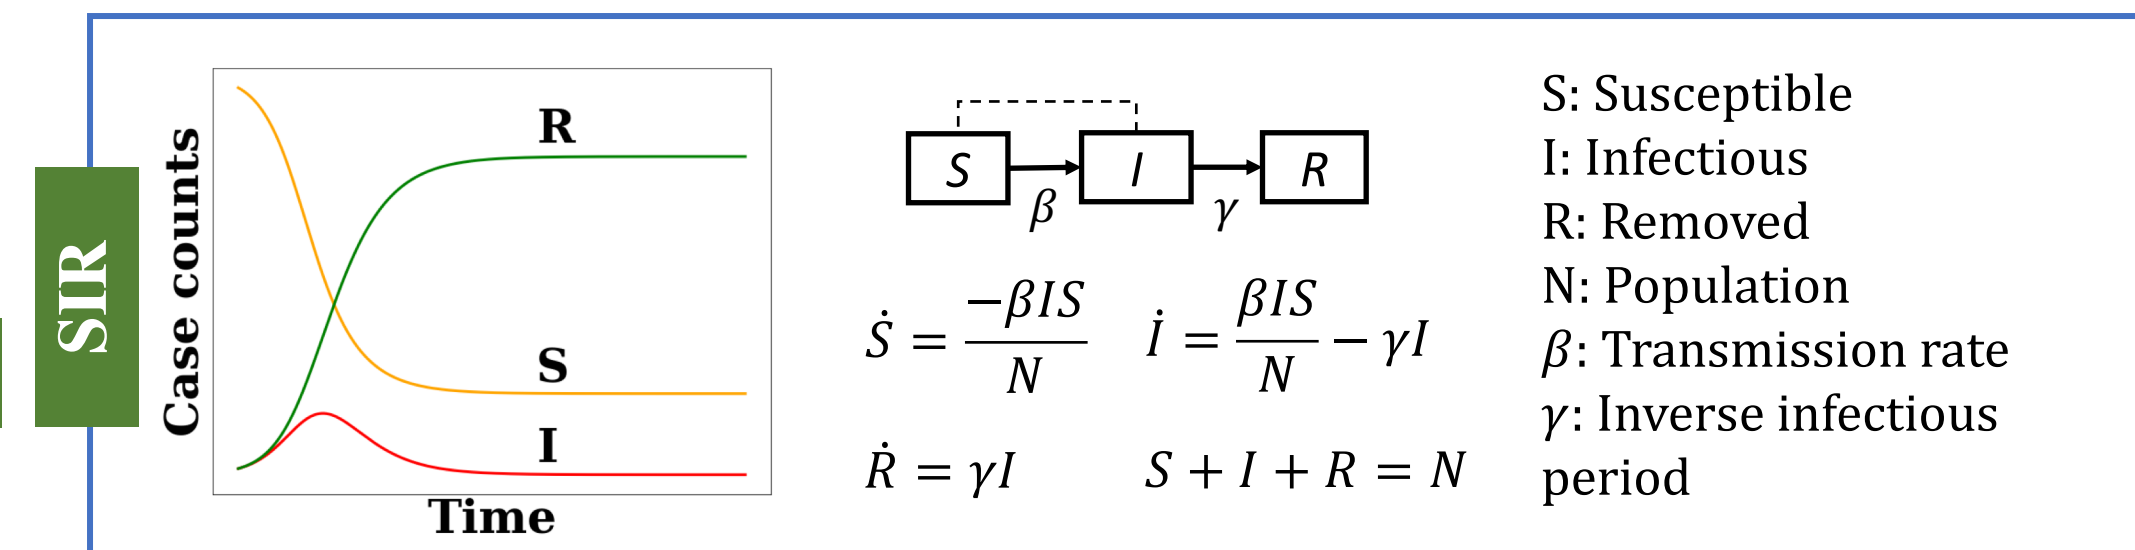 SIR
Case counts
R
S
I
Time
S
I
R
β
γ
Ṡ = −βIS / N
İ = βIS / N − γI
Ṙ = γI
S + I + R = N
S: Susceptible
I: Infectious
R: Removed
N: Population
β: Transmission rate
γ: Inverse infectious
period